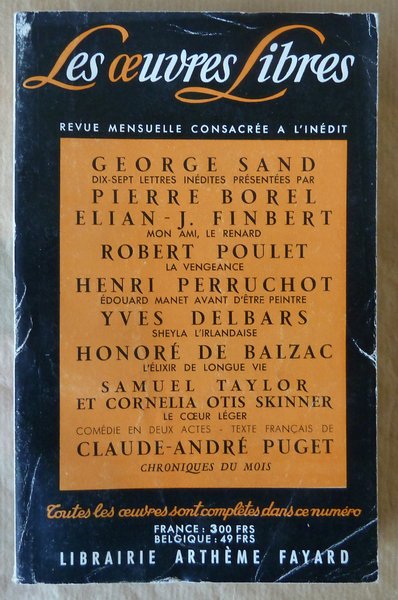 Les œuvres Libres
REVUE MENSUELLE CONSACRÉE A L'INÉDIT
GEORGE SAND
DIX-SEPT LETTRES INÉDITES PRÉSENTÉES PAR
PIERRE BOREL
ELIAN-J. FINBERT
MON AMI, LE RENARD
ROBERT POULET
LA VENGEANCE
HENRI PERRUCHOT
ÉDOUARD MANET AVANT D'ÊTRE PEINTRE
YVES DELBARS
SHEYLA L'IRLANDAISE
HONORÉ DE BALZAC
L'ÉLIXIR DE LONGUE VIE
SAMUEL TAYLOR
ET CORNELIA OTIS SKINNER
LE CŒUR LÉGER
COMÉDIE EN DEUX ACTES - TEXTE FRANÇAIS DE
CLAUDE-ANDRÉ PUGET
CHRONIQUES DU MOIS
Toutes les œuvres sont complètes dans ce numéro
FRANCE : 300 FRS
BELGIQUE : 49 FRS
LIBRAIRIE ARTHÈME FAYARD